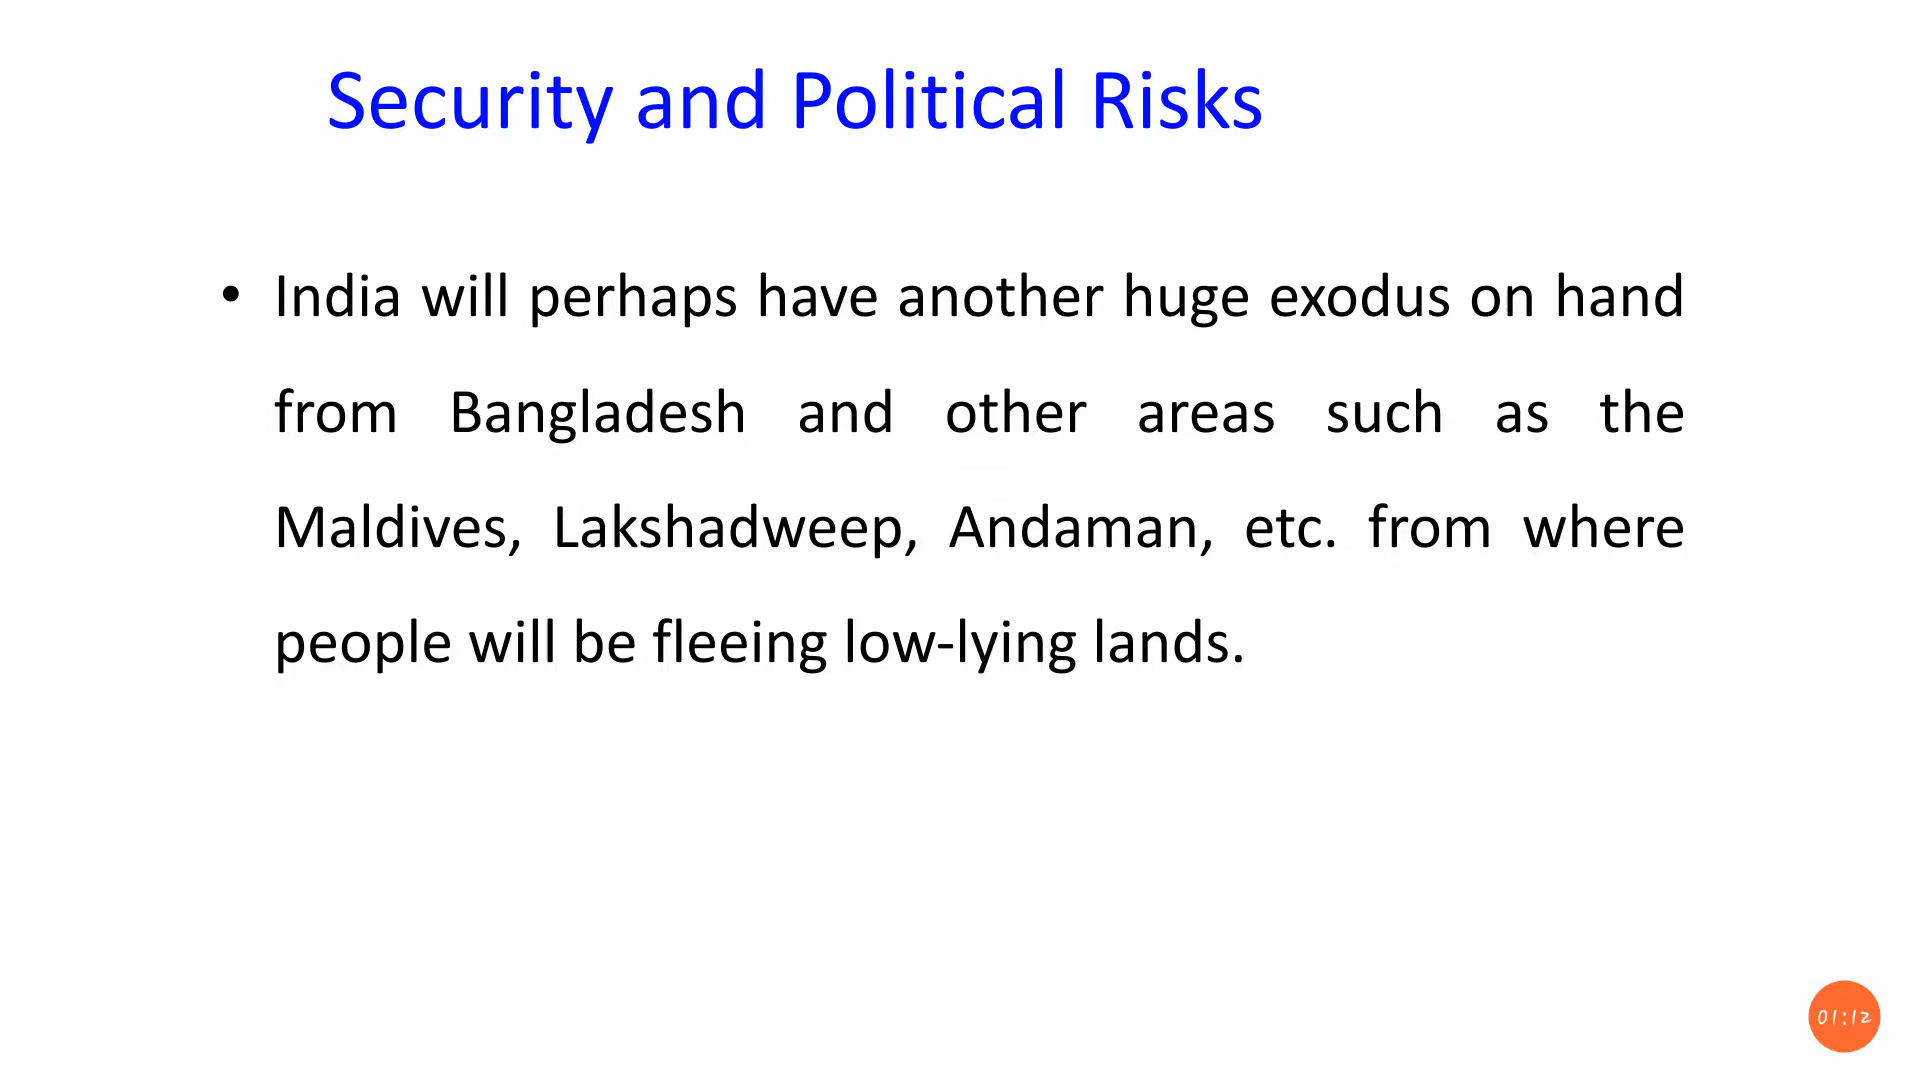 Security and Political Risks
• India will perhaps have another huge exodus on hand
from Bangladesh and other areas such as the
Maldives, Lakshadweep, Andaman, etc. from where
people will be fleeing low-lying lands.
01:12